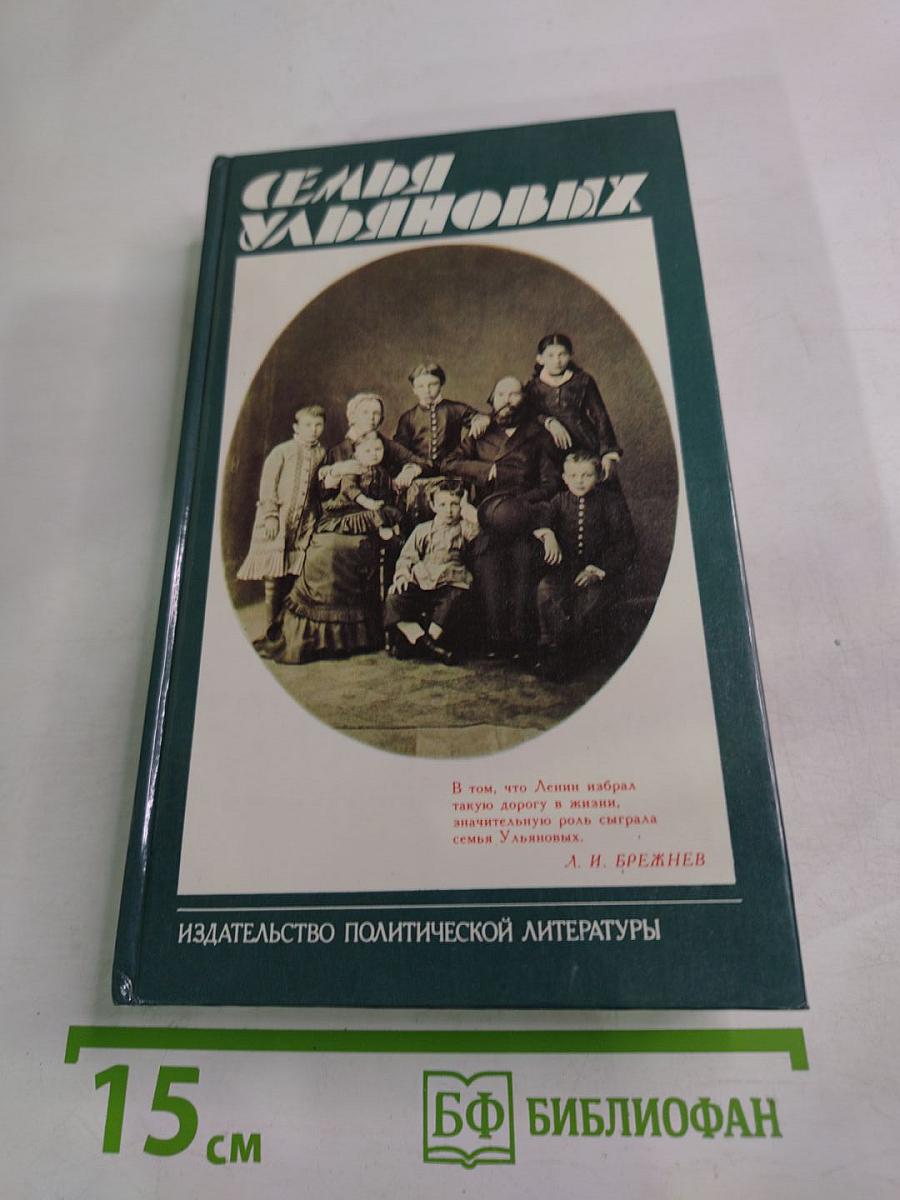 СЕМЬЯ
УЛЬЯНОВЫХ
В том, что Ленин избрал
такую дорогу в жизни,
значительную роль сыграла
семья Ульяновых.
Л. И. БРЕЖНЕВ
ИЗДАТЕЛЬСТВО ПОЛИТИЧЕСКОЙ ЛИТЕРАТУРЫ
15 см
БФ БИБЛИОФАН